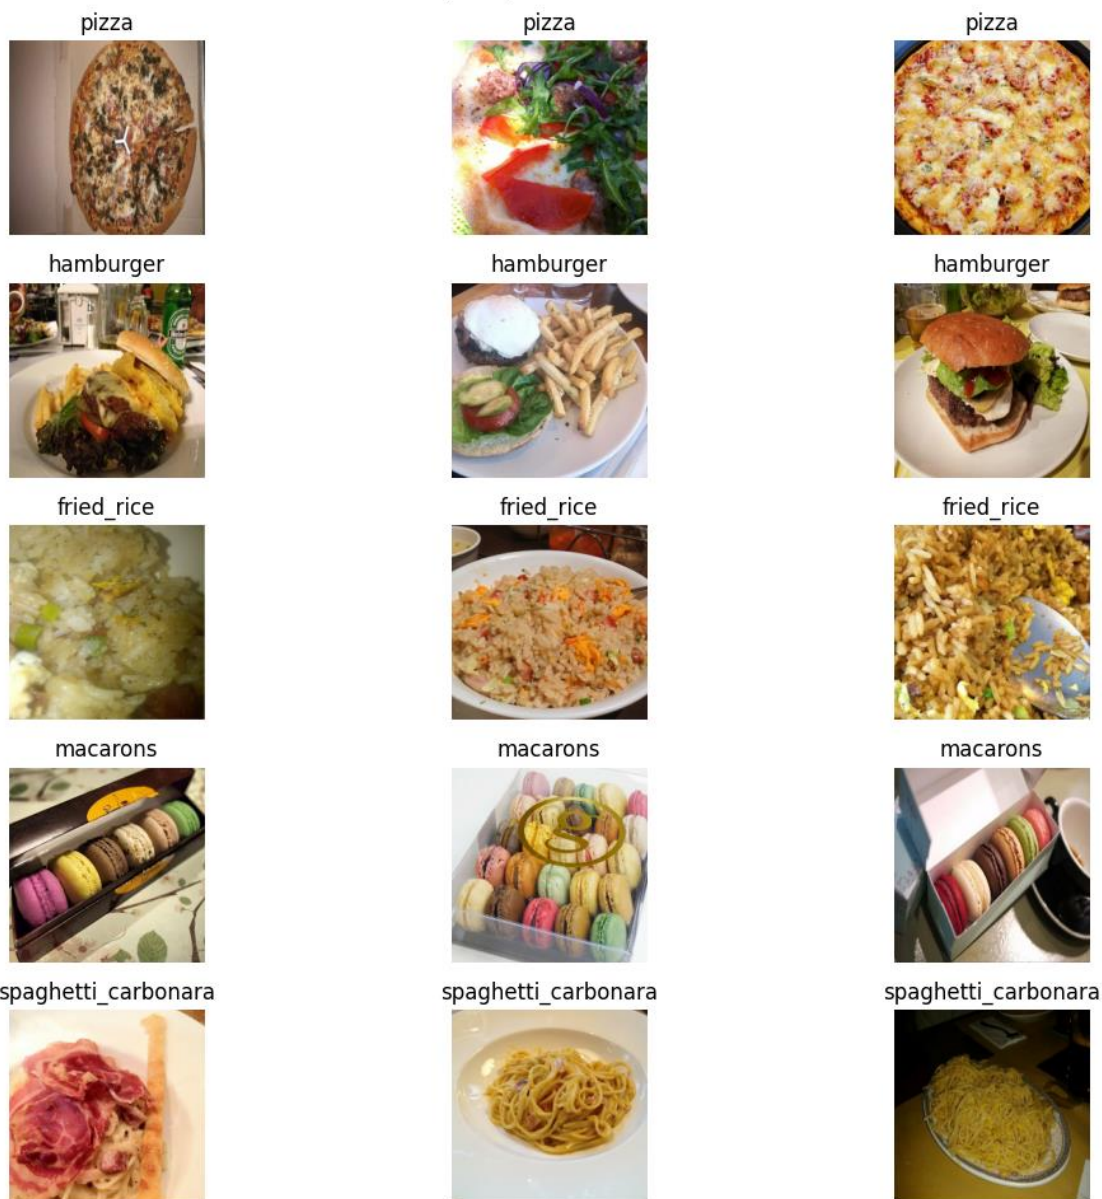 pizza pizza pizza
hamburger hamburger hamburger
fried_rice fried_rice fried_rice
macarons macarons macarons
spaghetti_carbonara spaghetti_carbonara spaghetti_carbonara